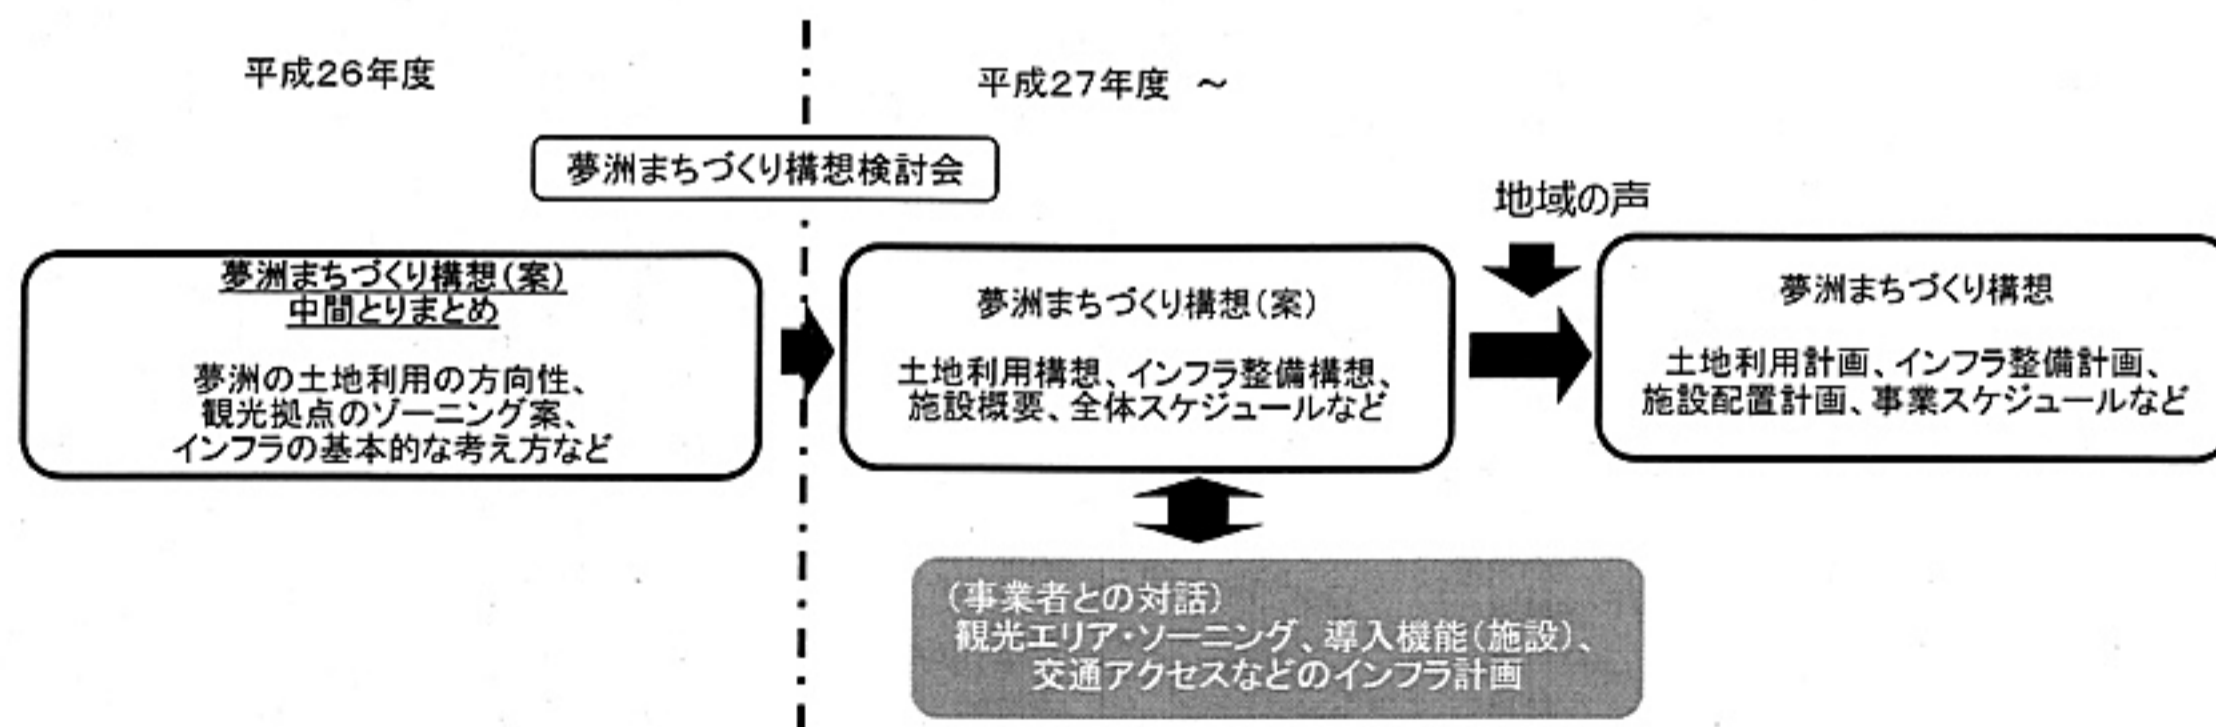 平成26年度
平成27年度 ～
夢洲まちづくり構想検討会
地域の声
夢洲まちづくり構想(案)
中間とりまとめ
夢洲の土地利用の方向性、
観光拠点のゾーニング案、
インフラの基本的な考え方など
夢洲まちづくり構想(案)
土地利用構想、インフラ整備構想、
施設概要、全体スケジュールなど
夢洲まちづくり構想
土地利用計画、インフラ整備計画、
施設配置計画、事業スケジュールなど
(事業者との対話)
観光エリア・ゾーニング、導入機能(施設)、
交通アクセスなどのインフラ計画